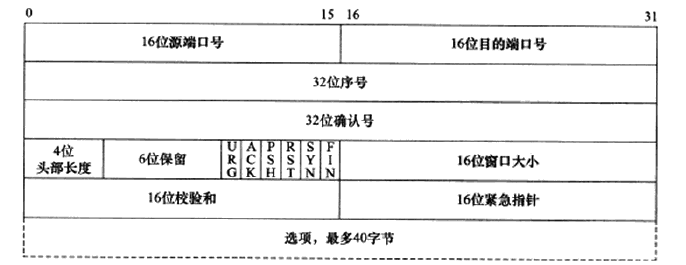 0 15 16 31
16位源端口号 16位目的端口号
32位序号
32位确认号
4位头部长度 6位保留 URG ACK PSH RST SYN FIN 16位窗口大小
16位校验和 16位紧急指针
选项，最多40字节